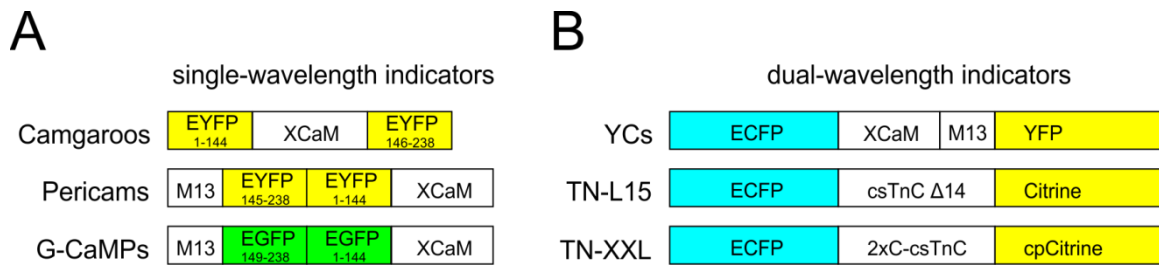 A
single-wavelength indicators
Camgaroos
EYFP XCaM EYFP
1-144 146-238
Pericams
M13 EYFP EYFP XCaM
145-238 1-144
G-CaMPs
M13 EGFP EGFP XCaM
149-238 1-144
B
dual-wavelength indicators
YCs
ECFP XCaM M13 YFP
TN-L15
ECFP csTnC Δ14 Citrine
TN-XXL
ECFP 2xC-csTnC cpCitrine